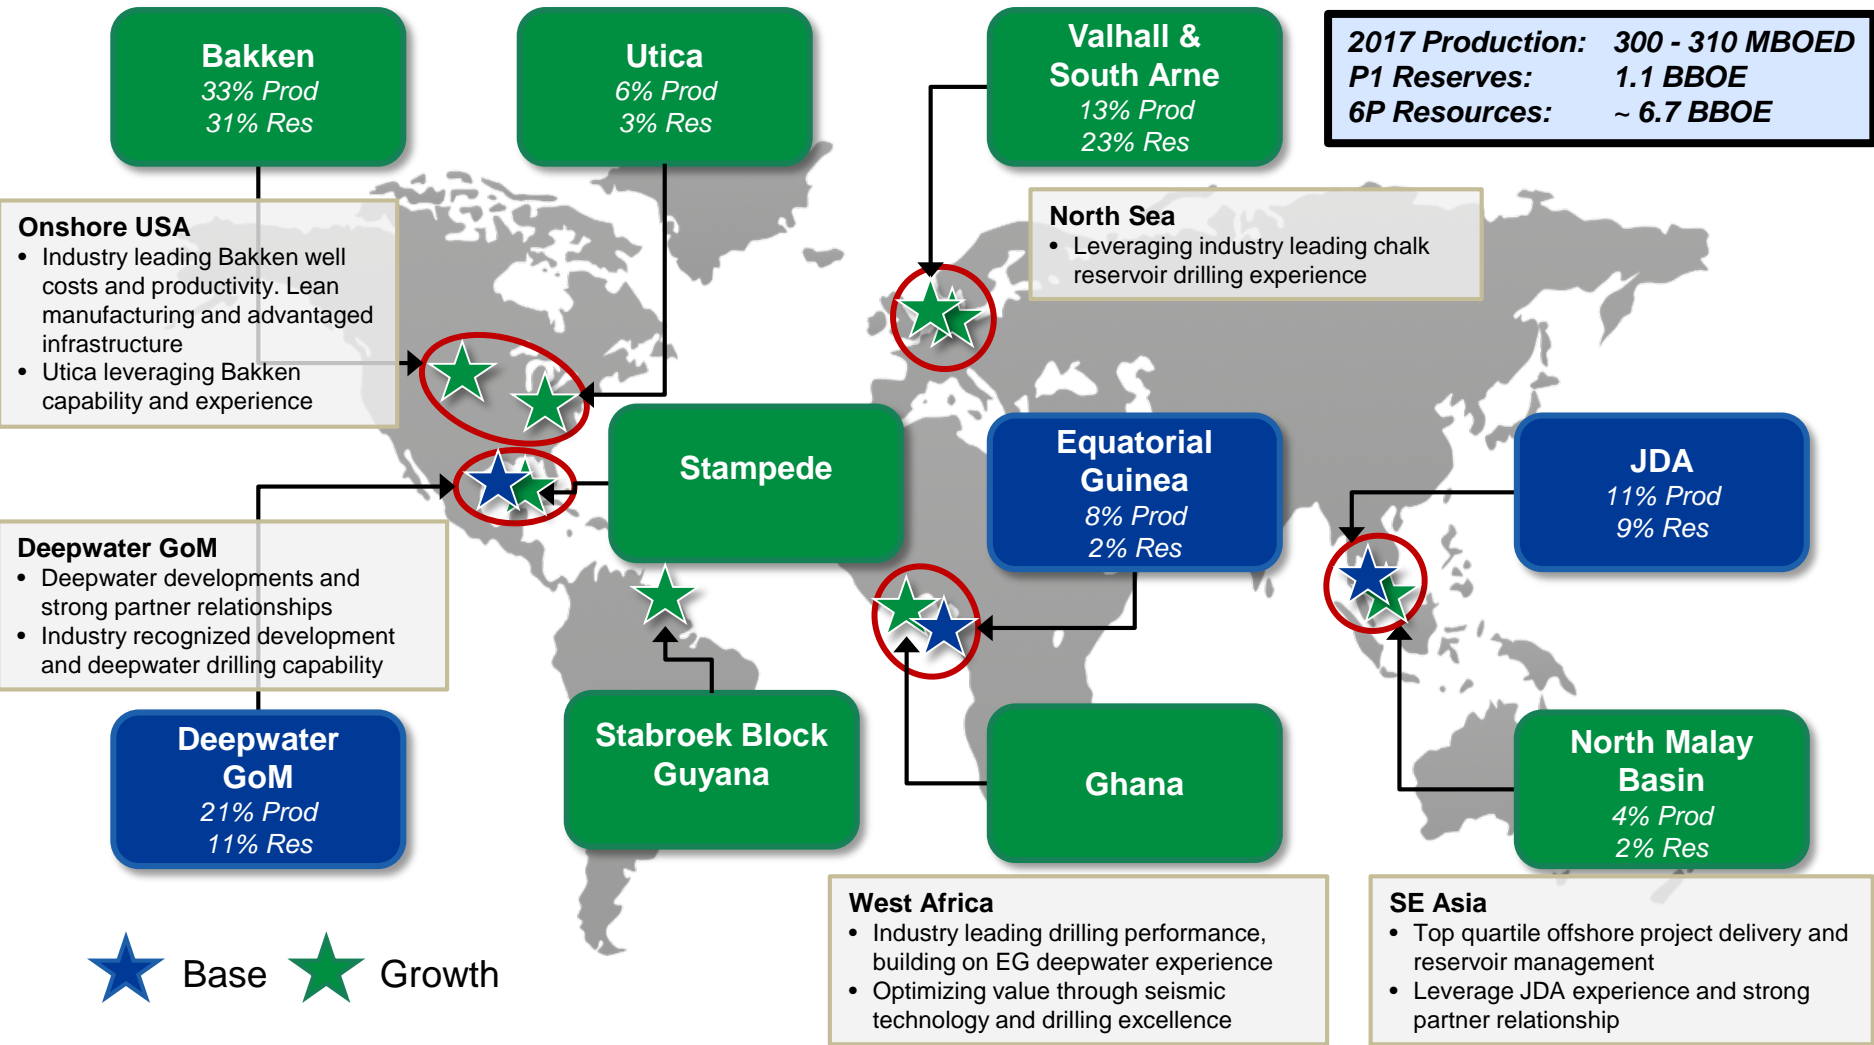 Bakken
33% Prod
31% Res
Utica
6% Prod
3% Res
Valhall &
South Arne
13% Prod
23% Res
2017 Production: 300 - 310 MBOED
P1 Reserves: 1.1 BBOE
6P Resources: ~ 6.7 BBOE
Onshore USA
• Industry leading Bakken well
costs and productivity. Lean
manufacturing and advantaged
infrastructure
• Utica leveraging Bakken
capability and experience
North Sea
• Leveraging industry leading chalk
reservoir drilling experience
Stampede
Equatorial
Guinea
8% Prod
2% Res
JDA
11% Prod
9% Res
Deepwater GoM
• Deepwater developments and
strong partner relationships
• Industry recognized development
and deepwater drilling capability
Deepwater
GoM
21% Prod
11% Res
Stabroek Block
Guyana
Ghana
North Malay
Basin
4% Prod
2% Res
West Africa
• Industry leading drilling performance,
building on EG deepwater experience
• Optimizing value through seismic
technology and drilling excellence
SE Asia
• Top quartile offshore project delivery and
reservoir management
• Leverage JDA experience and strong
partner relationship
Base
Growth